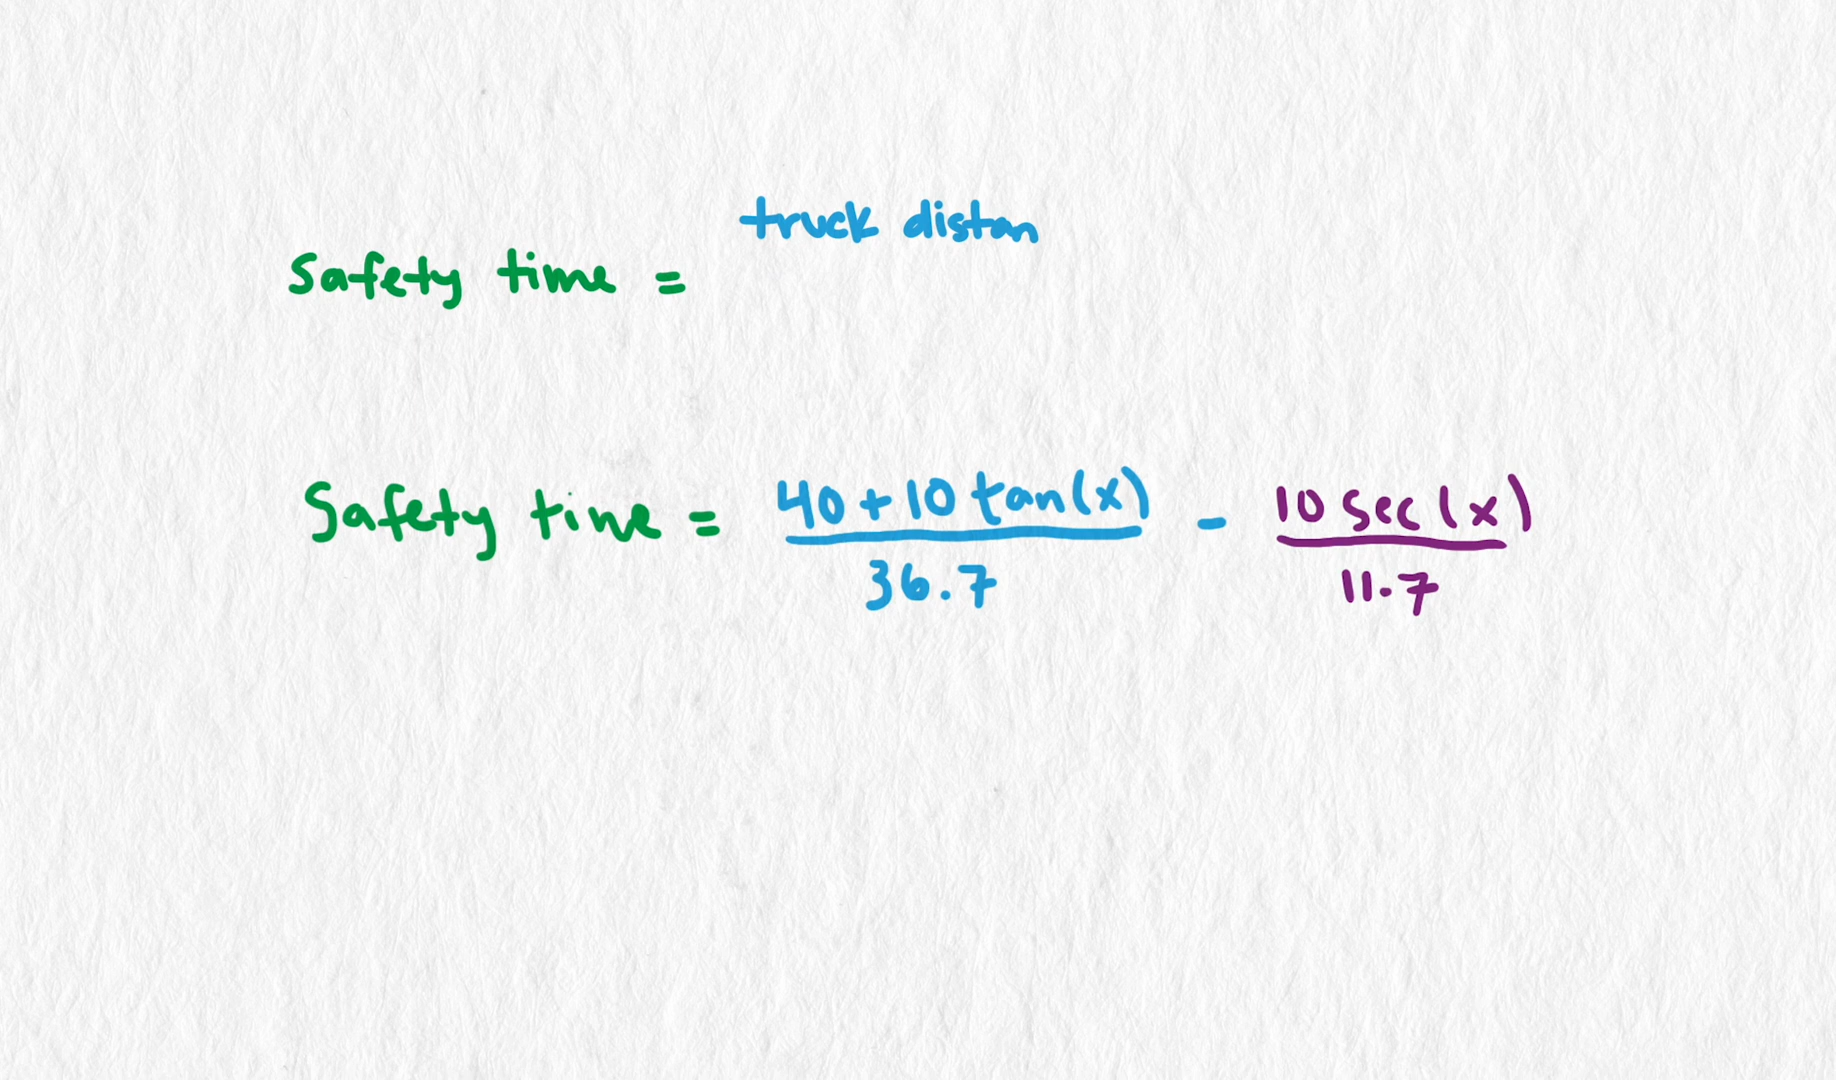 truck distan
Safety time =
Safety time = 40 + 10 tan(x) / 36.7 - 10 sec(x) / 11.7